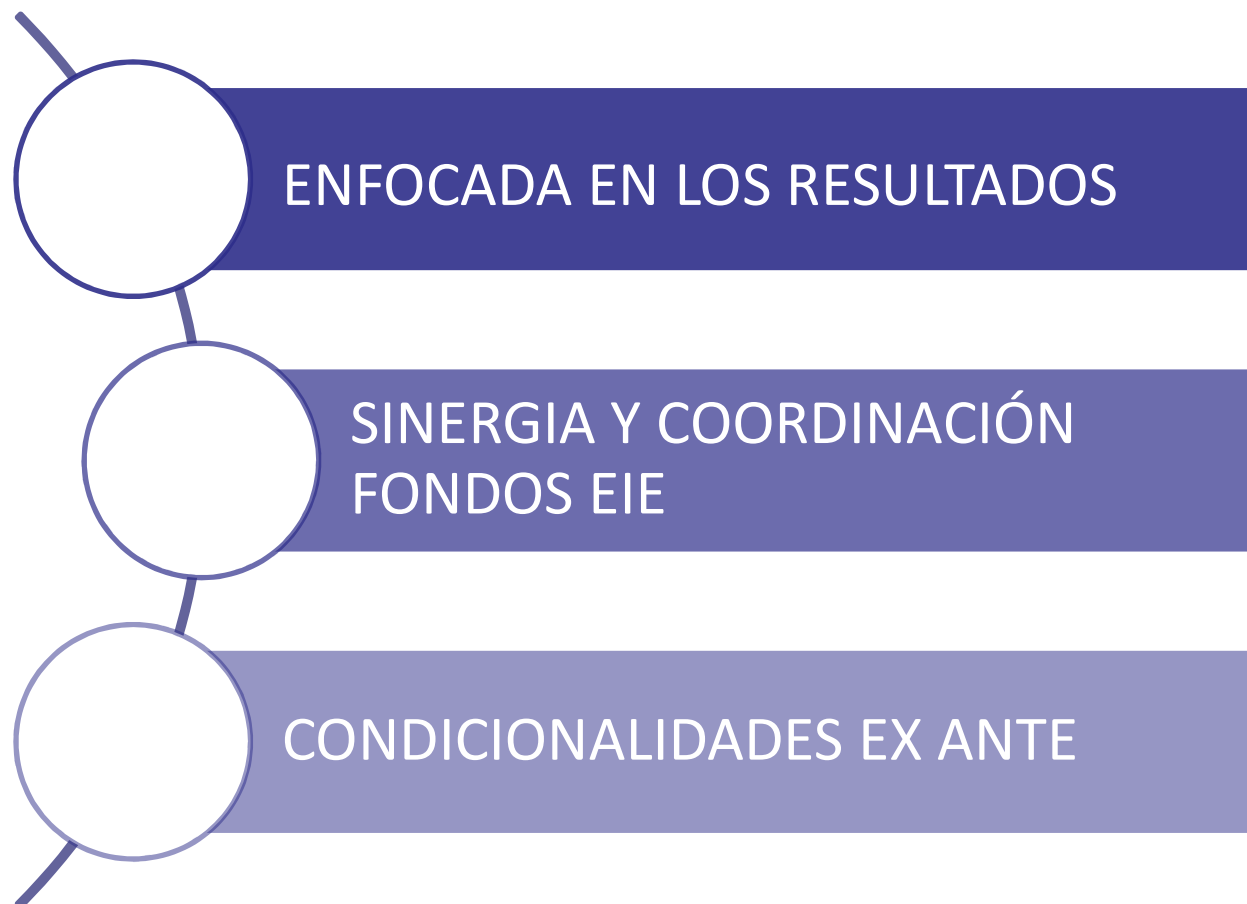 ENFOCADA EN LOS RESULTADOS
SINERGIA Y COORDINACIÓN
FONDOS EIE
CONDICIONALIDADES EX ANTE